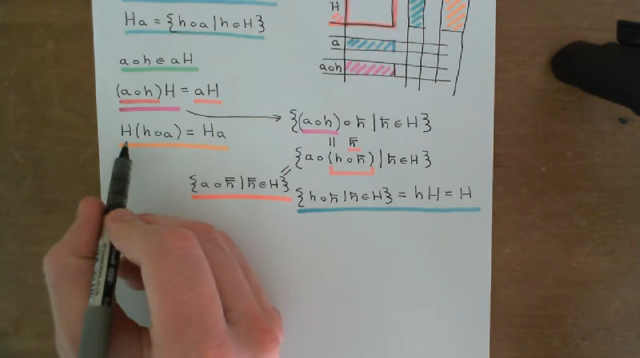 Ha = {h∘a | h∈H}
a∘h ∈ aH
(a∘h)H = aH
H(h∘a) = Ha
{(a∘h)∘h̄ | h̄∈H}
= h̄
{a∘(h∘h̄) | h̄∈H}
=
{a∘h̄ | h̄∈H}
{h∘h̄ | h̄∈H} = hH = H
H
a
a∘h